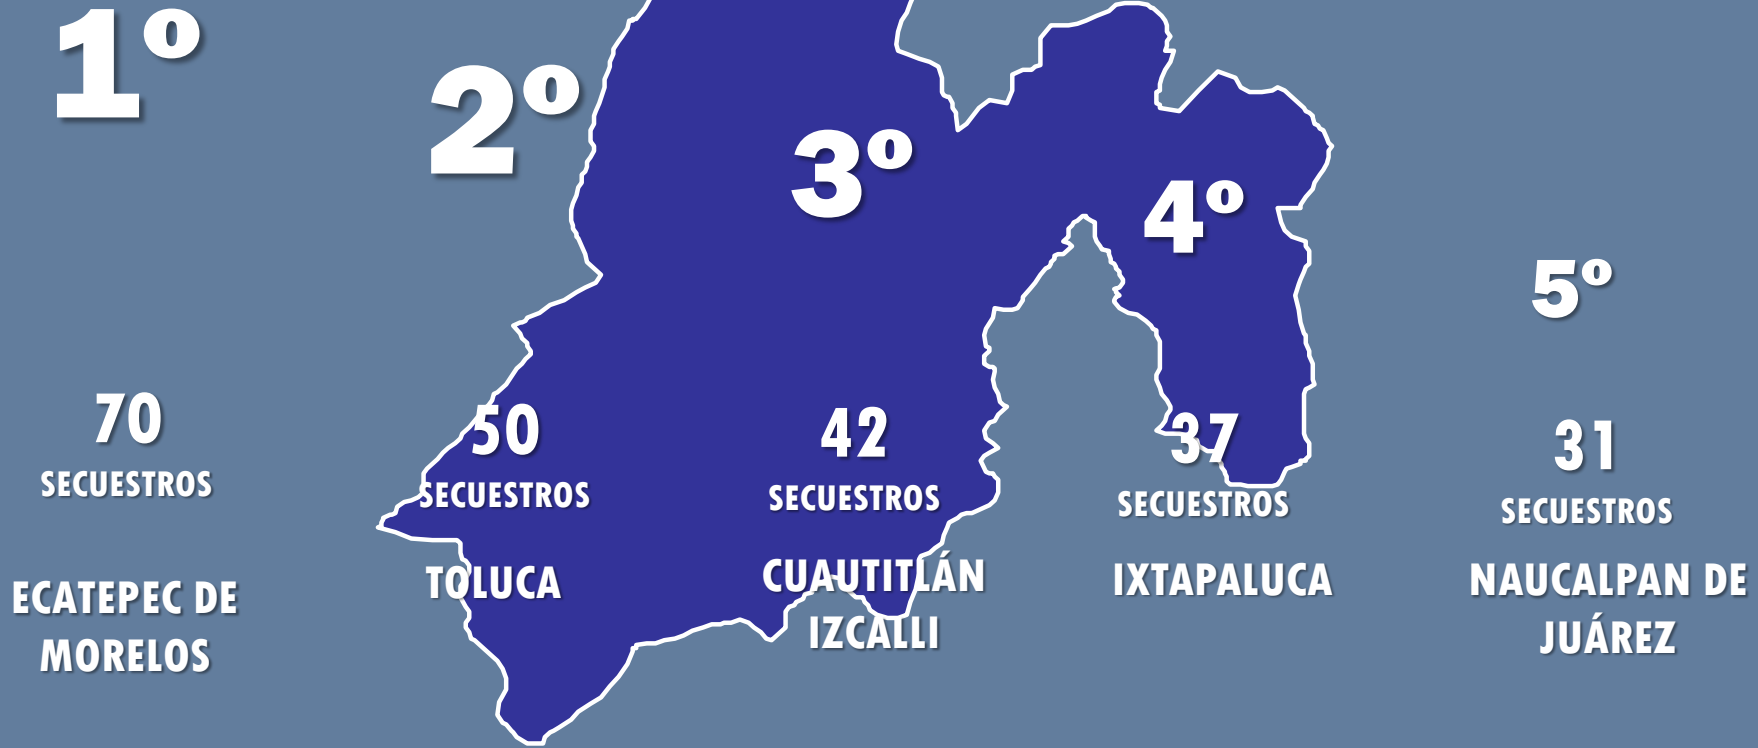 1º
70
SECUESTROS
ECATEPEC DE
MORELOS
2º
50
SECUESTROS
TOLUCA
3º
42
SECUESTROS
CUAUTITLÁN
IZCALLI
4º
37
SECUESTROS
IXTAPALUCA
5º
31
SECUESTROS
NAUCALPAN DE
JUÁREZ